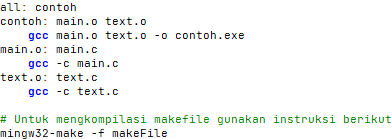 all: contoh
contoh: main.o text.o
    gcc main.o text.o -o contoh.exe
main.o: main.c
    gcc -c main.c
text.o: text.c
    gcc -c text.c

# Untuk mengkompilasi makefile gunakan instruksi berikut
mingw32-make -f makeFile